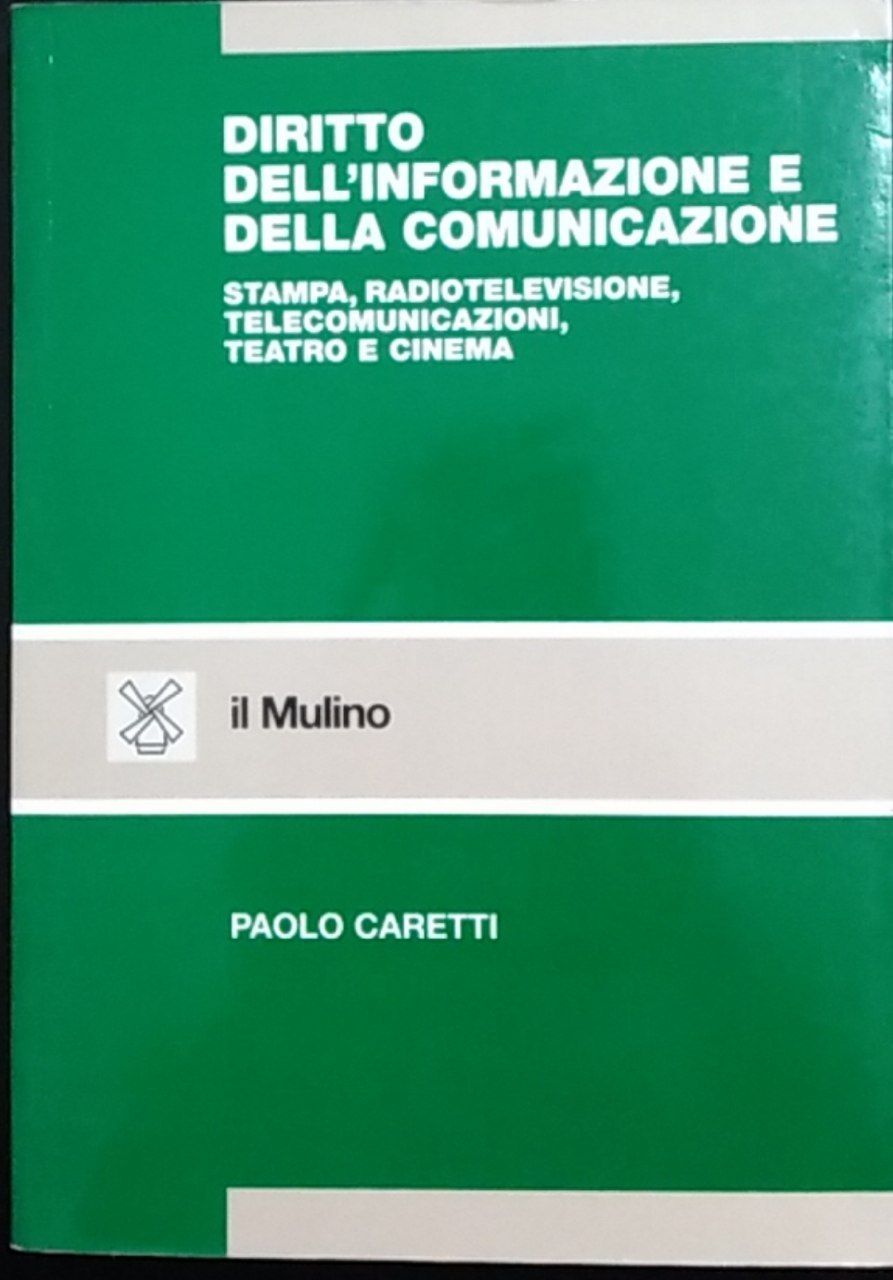 DIRITTO
DELL'INFORMAZIONE E
DELLA COMUNICAZIONE
STAMPA, RADIOTELEVISIONE,
TELECOMUNICAZIONI,
TEATRO E CINEMA
il Mulino
PAOLO CARETTI